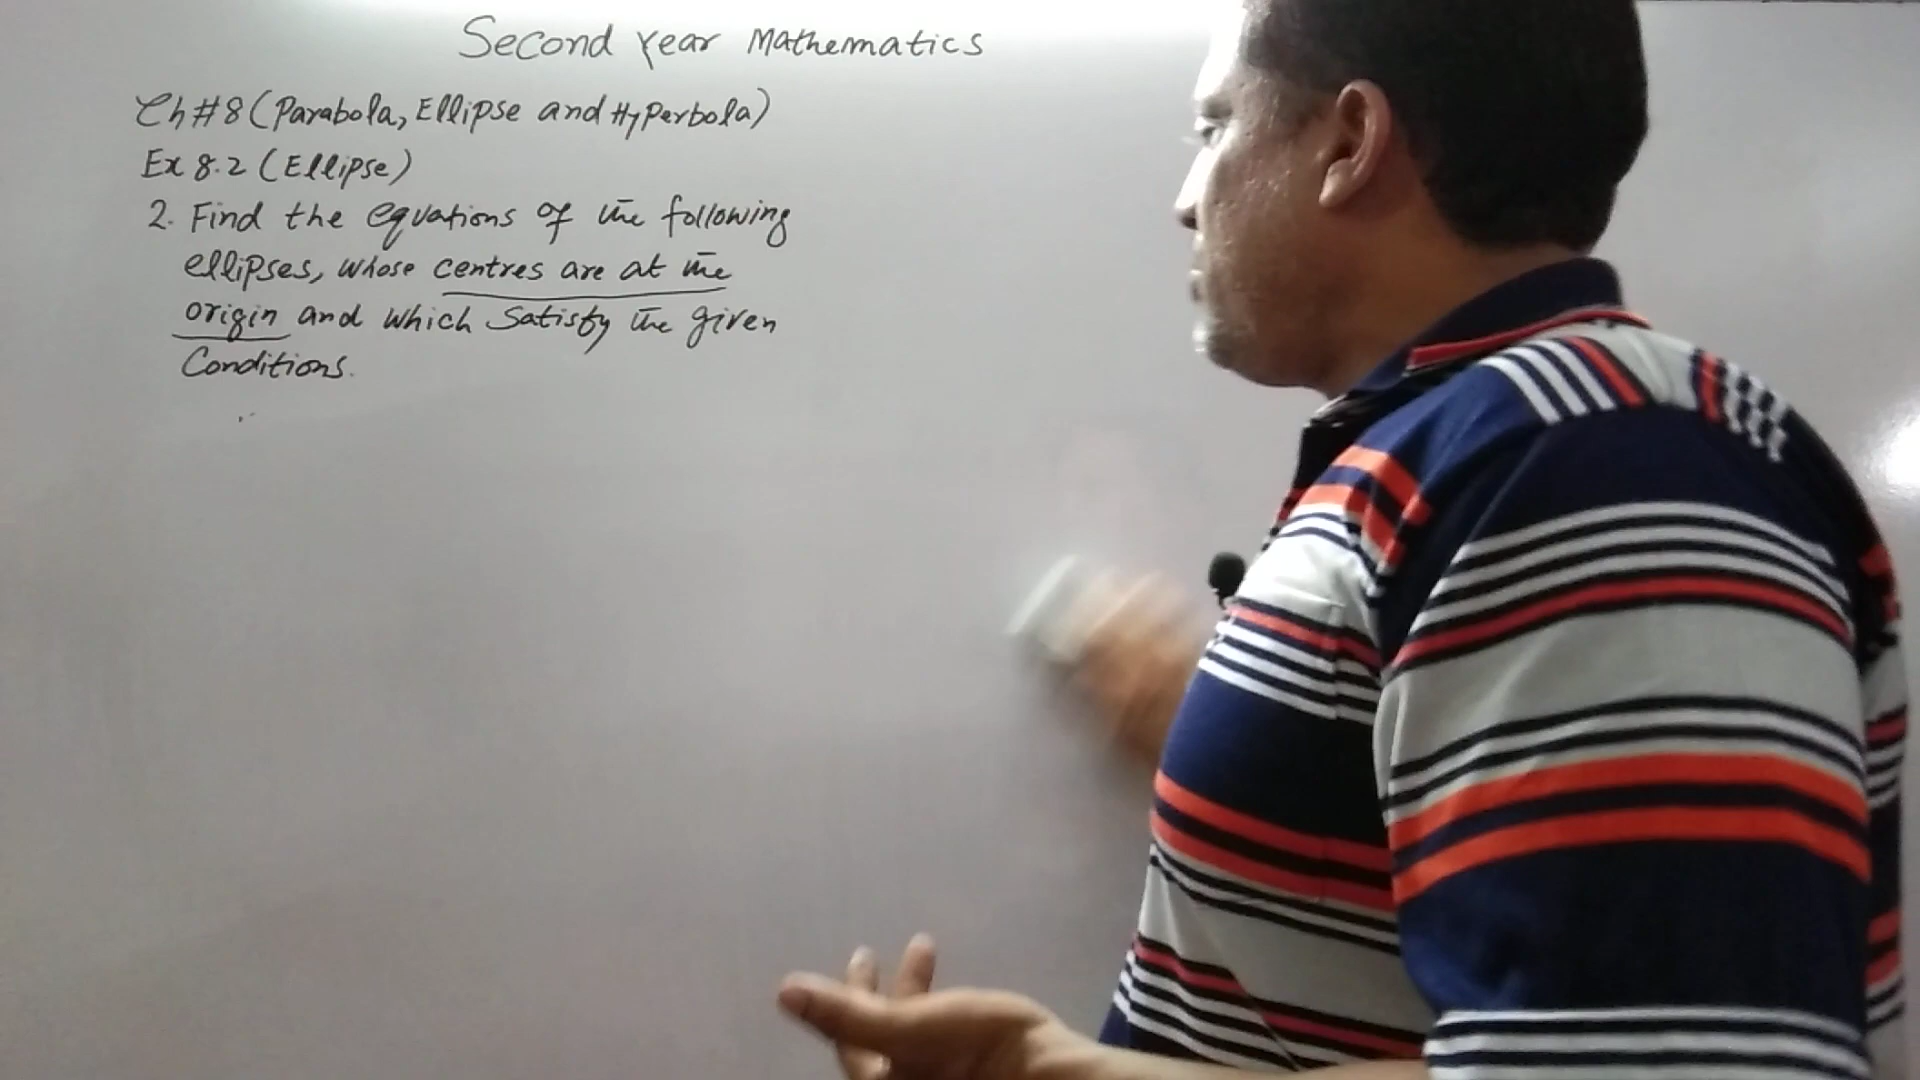 Second Year Mathematics
Ch#8 (Parabola, Ellipse and Hyperbola)
Ex 8.2 (Ellipse)
2. Find the equations of the following
ellipses, whose centres are at the
origin and which satisfy the given
Conditions.